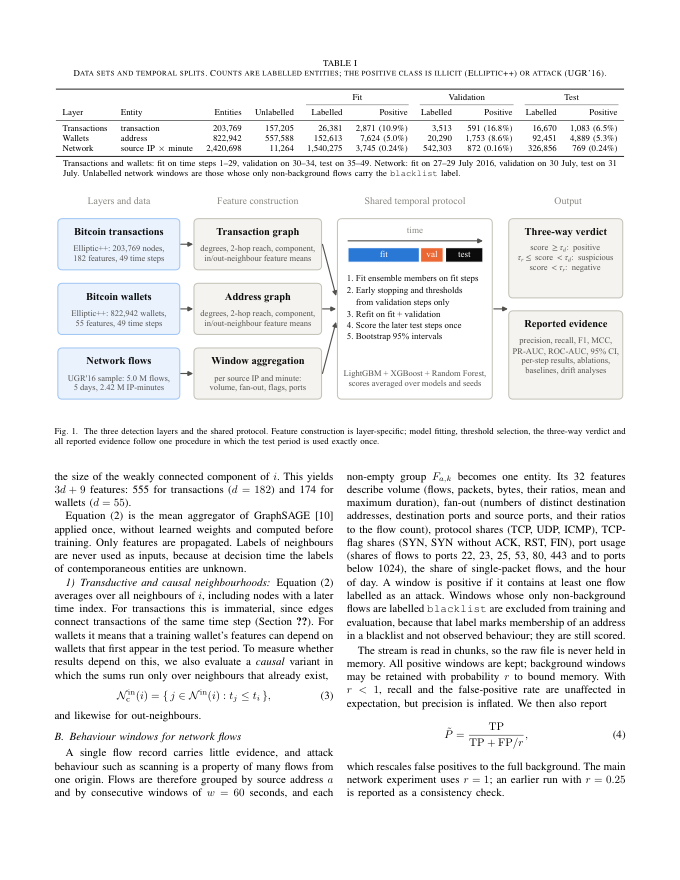 TABLE I
DATA SETS AND TEMPORAL SPLITS. COUNTS ARE LABELLED ENTITIES; THE POSITIVE CLASS IS ILLICIT (ELLIPTIC++) OR ATTACK (UGR'16).
Fit Validation Test
Layer Entity Entities Unlabelled Labelled Positive Labelled Positive Labelled Positive
Transactions transaction 203,769 157,205 26,381 2,871 (10.9%) 3,513 591 (16.8%) 16,670 1,083 (6.5%)
Wallets address 822,942 557,588 152,613 7,624 (5.0%) 20,290 1,753 (8.6%) 92,451 4,889 (5.3%)
Network source IP × minute 2,420,698 11,264 1,540,275 3,745 (0.24%) 542,303 872 (0.16%) 326,856 769 (0.24%)
Transactions and wallets: fit on time steps 1–29, validation on 30–34, test on 35–49. Network: fit on 27–29 July 2016, validation on 30 July, test on 31
July. Unlabelled network windows are those whose only non-background flows carry the blacklist label.
Layers and data
Feature construction
Shared temporal protocol
Output
Bitcoin transactions
Elliptic++: 203,769 nodes,
182 features, 49 time steps
Transaction graph
degrees, 2-hop reach, component,
in/out-neighbour feature means
Bitcoin wallets
Elliptic++: 822,942 wallets,
55 features, 49 time steps
Address graph
degrees, 2-hop reach, component,
in/out-neighbour feature means
Network flows
UGR'16 sample: 5.0 M flows,
5 days, 2.42 M IP-minutes
Window aggregation
per source IP and minute:
volume, fan-out, flags, ports
time
fit val test
1. Fit ensemble members on fit steps
2. Early stopping and thresholds
from validation steps only
3. Refit on fit + validation
4. Score the later test steps once
5. Bootstrap 95% intervals
LightGBM + XGBoost + Random Forest,
scores averaged over models and seeds
Three-way verdict
score ≥ τd: positive
τr ≤ score < τd: suspicious
score < τr: negative
Reported evidence
precision, recall, F1, MCC,
PR-AUC, ROC-AUC, 95% CI,
per-step results, ablations,
baselines, drift analyses
Fig. 1. The three detection layers and the shared protocol. Feature construction is layer-specific; model fitting, threshold selection, the three-way verdict and
all reported evidence follow one procedure in which the test period is used exactly once.
the size of the weakly connected component of i. This yields
3d + 9 features: 555 for transactions (d = 182) and 174 for
wallets (d = 55).
Equation (2) is the mean aggregator of GraphSAGE [10]
applied once, without learned weights and computed before
training. Only features are propagated. Labels of neighbours
are never used as inputs, because at decision time the labels
of contemporaneous entities are unknown.
1) Transductive and causal neighbourhoods: Equation (2)
averages over all neighbours of i, including nodes with a later
time index. For transactions this is immaterial, since edges
connect transactions of the same time step (Section ??). For
wallets it means that a training wallet's features can depend on
wallets that first appear in the test period. To measure whether
results depend on this, we also evaluate a causal variant in
which the sums run only over neighbours that already exist,
N_c^in(i) = { j ∈ N^in(i) : t_j ≤ t_i }, (3)
and likewise for out-neighbours.
B. Behaviour windows for network flows
A single flow record carries little evidence, and attack
behaviour such as scanning is a property of many flows from
one origin. Flows are therefore grouped by source address a
and by consecutive windows of w = 60 seconds, and each
non-empty group F_a,k becomes one entity. Its 32 features
describe volume (flows, packets, bytes, their ratios, mean and
maximum duration), fan-out (numbers of distinct destination
addresses, destination ports and source ports, and their ratios
to the flow count), protocol shares (TCP, UDP, ICMP), TCP-
flag shares (SYN, SYN without ACK, RST, FIN), port usage
(shares of flows to ports 22, 23, 25, 53, 80, 443 and to ports
below 1024), the share of single-packet flows, and the hour
of day. A window is positive if it contains at least one flow
labelled as an attack. Windows whose only non-background
flows are labelled blacklist are excluded from training and
evaluation, because that label marks membership of an address
in a blacklist and not observed behaviour; they are still scored.
The stream is read in chunks, so the raw file is never held in
memory. All positive windows are kept; background windows
may be retained with probability r to bound memory. With
r < 1, recall and the false-positive rate are unaffected in
expectation, but precision is inflated. We then also report
P̃ = TP / (TP + FP/r), (4)
which rescales false positives to the full background. The main
network experiment uses r = 1; an earlier run with r = 0.25
is reported as a consistency check.